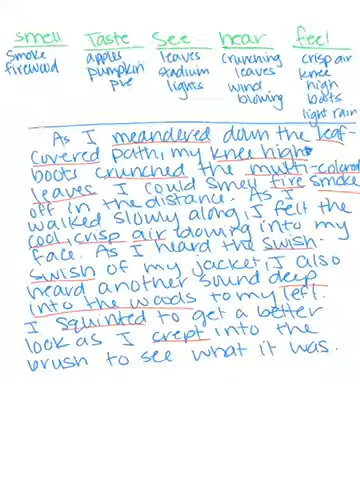 smell Taste See hear feel
smoke apples leaves crunching crisp air
firewood pumpkin stadium leaves knee
pie lights wind high
blowing boots
light rain
As I meandered down the leaf-
covered path, my knee high
boots crunched the multi-colored
leaves I could smell fire smoke
off in the distance. As I
walked slowly along, I felt the
cool, crisp air blowing into my
face. As I heard the swish-
swish of my jacket, I also
heard another sound deep
into the woods to my left.
I squinted to get a better
look as I crept into the
brush to see what it was.